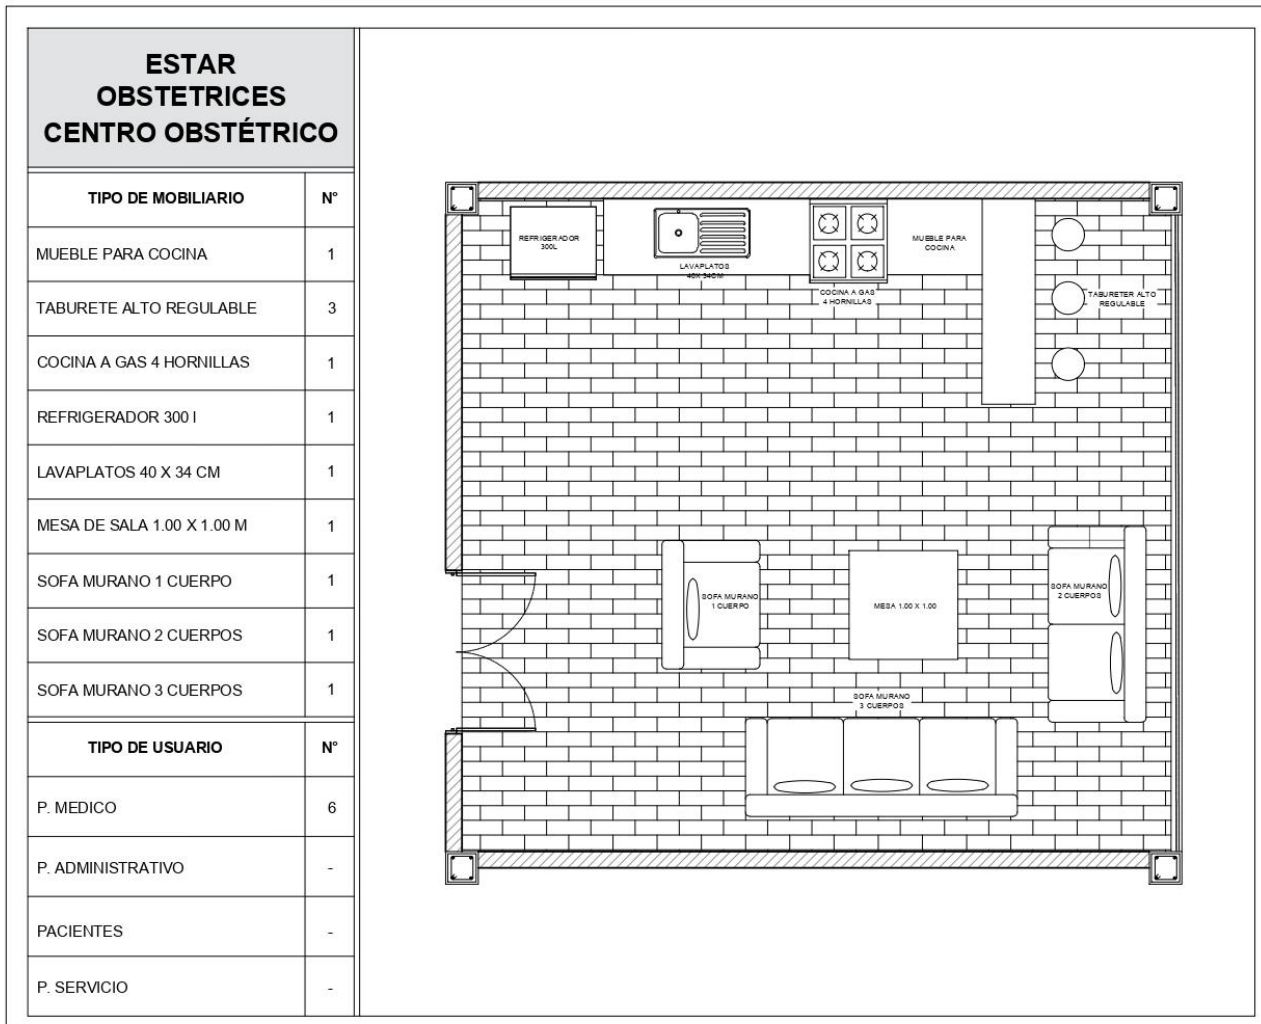 ESTAR
OBSTETRICES
CENTRO OBSTÉTRICO
TIPO DE MOBILIARIO N°
MUEBLE PARA COCINA 1
TABURETE ALTO REGULABLE 3
COCINA A GAS 4 HORNILLAS 1
REFRIGERADOR 300 l 1
LAVAPLATOS 40 X 34 CM 1
MESA DE SALA 1.00 X 1.00 M 1
SOFA MURANO 1 CUERPO 1
SOFA MURANO 2 CUERPOS 1
SOFA MURANO 3 CUERPOS 1
TIPO DE USUARIO N°
P. MEDICO 6
P. ADMINISTRATIVO -
PACIENTES -
P. SERVICIO -
REFRIGERADOR
300L
LAVAPLATOS
40X 34CM
COCINA A GAS
4 HORNILLAS
MUEBLE PARA
COCINA
TABURETER ALTO
REGULABLE
SOFA MURANO
1 CUERPO
MESA 1.00 X 1.00
SOFA MURANO
2 CUERPOS
SOFA MURANO
3 CUERPOS